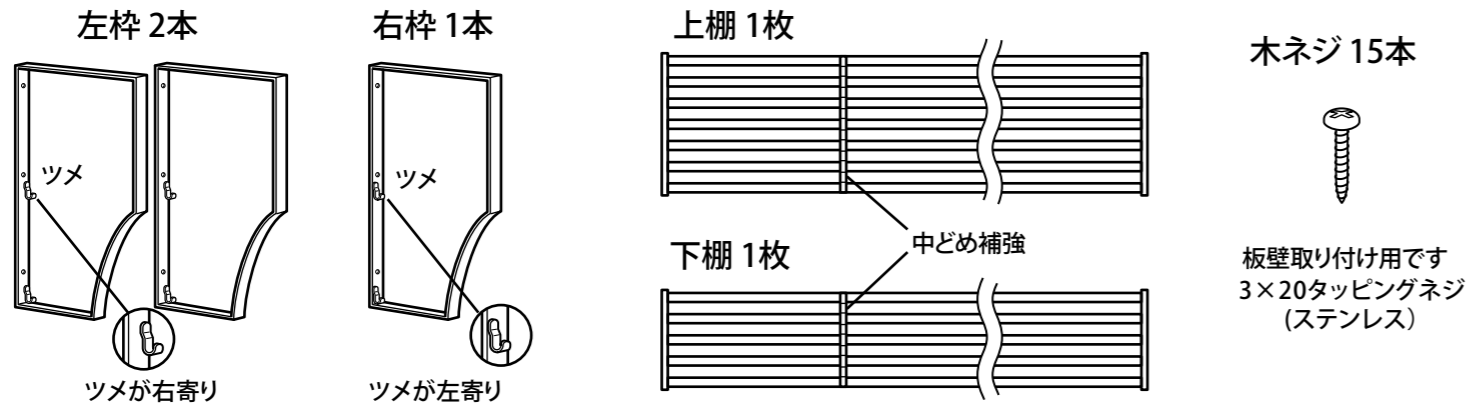 左枠 2本
ツメ
ツメが右寄り
右枠 1本
ツメ
ツメが左寄り
上棚 1枚
中どめ補強
下棚 1枚
木ネジ 15本
板壁取り付け用です
3×20タッピングネジ
(ステンレス)